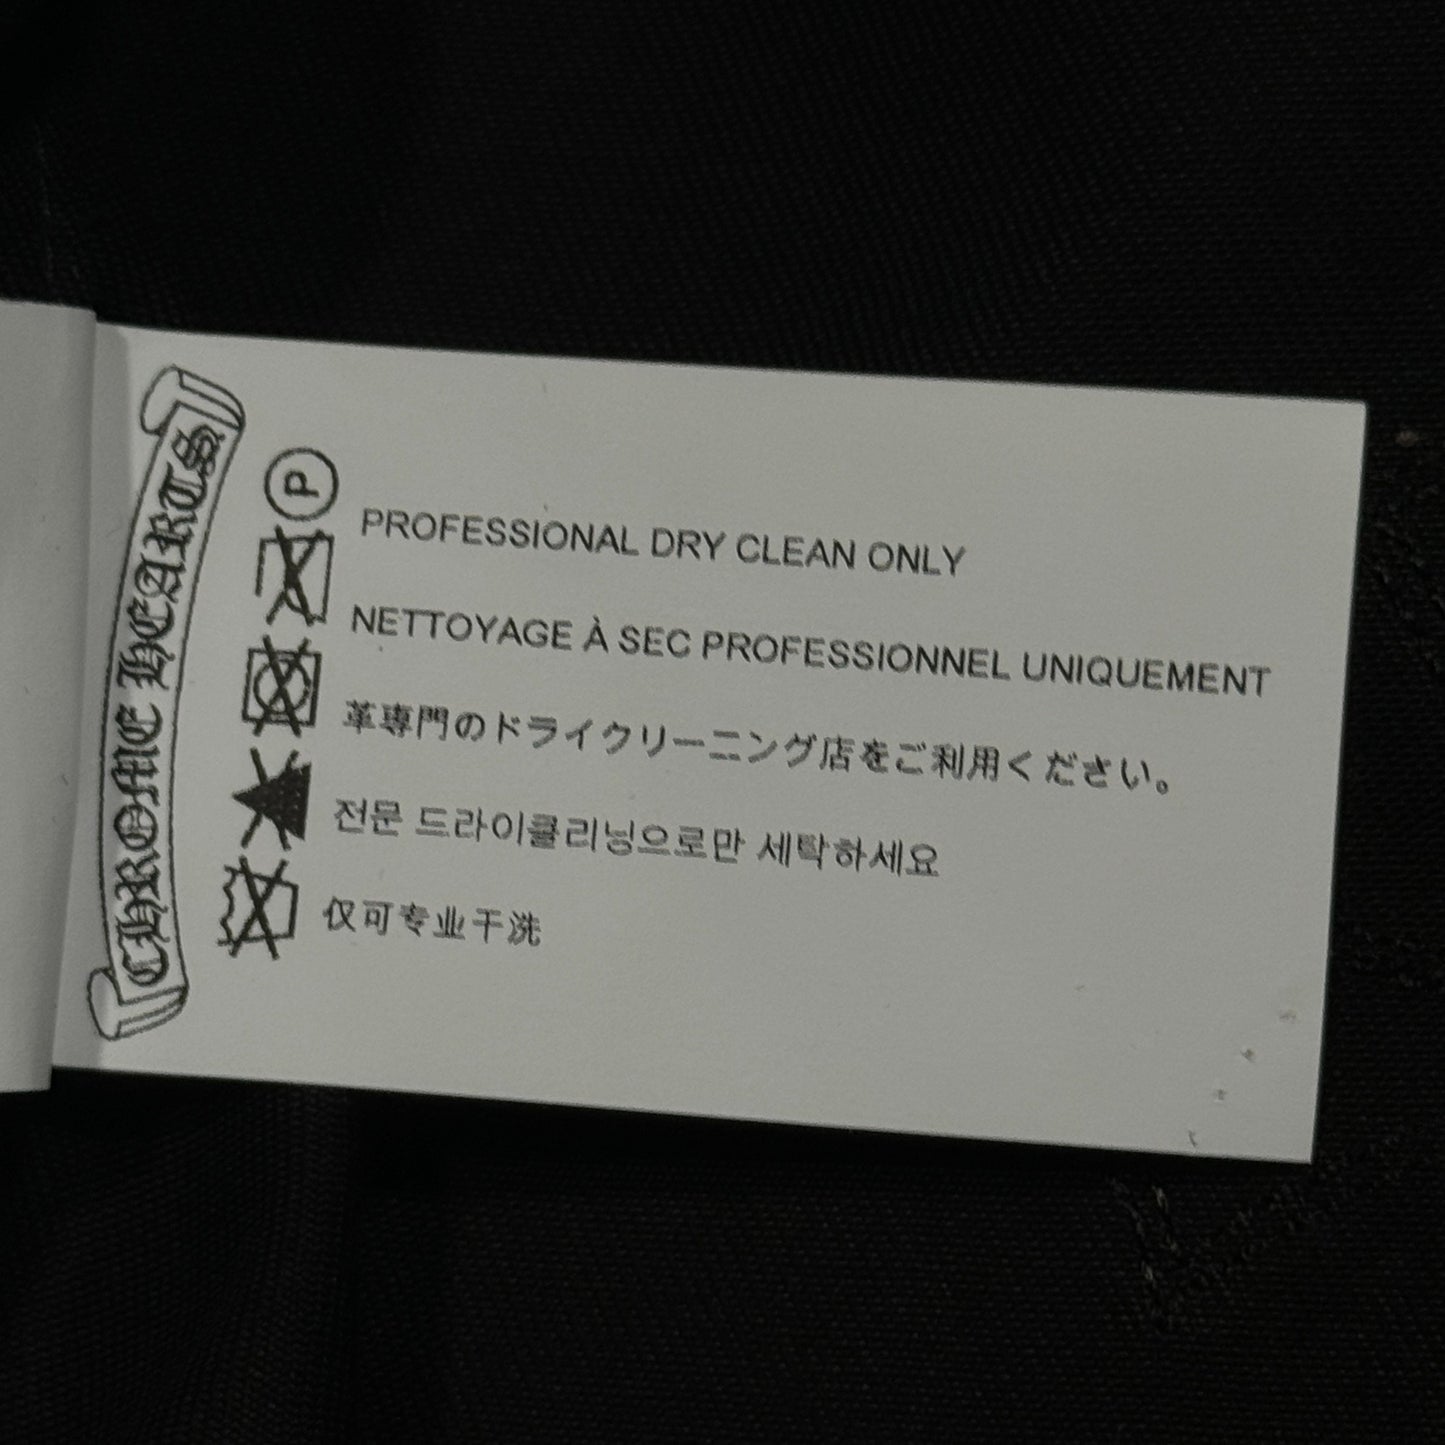 CHROME HEARTS
P
PROFESSIONAL DRY CLEAN ONLY
NETTOYAGE À SEC PROFESSIONNEL UNIQUEMENT
革専門のドライクリーニング店をご利用ください。
전문 드라이클리닝으로만 세탁하세요
仅可专业干洗